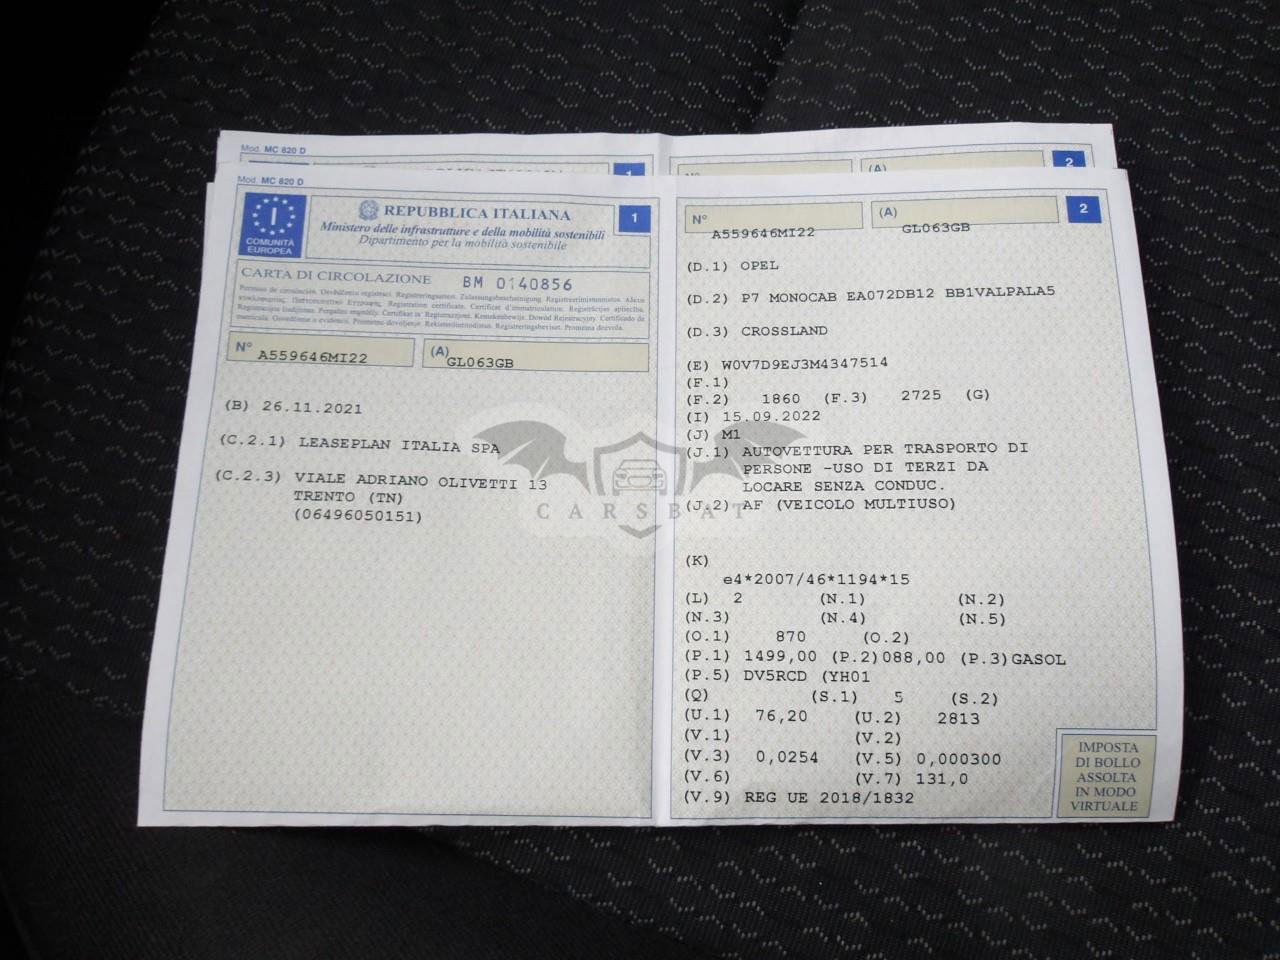 Mod. MC 820 D
1
Nº
(A)
2
Mod. MC 820 D
I
COMUNITÀ
EUROPEA
REPUBBLICA ITALIANA
Ministero delle infrastrutture e della mobilità sostenibili
Dipartimento per la mobilità sostenibile
1
CARTA DI CIRCOLAZIONE BM 0140856
Nº A559646MI22
(A) GL063GB
(B) 26.11.2021
(C.2.1) LEASEPLAN ITALIA SPA
(C.2.3) VIALE ADRIANO OLIVETTI 13
TRENTO (TN)
(06496050151)
Nº A559646MI22
(A) GL063GB
2
(D.1) OPEL
(D.2) P7 MONOCAB EA072DB12 BB1VALPALA5
(D.3) CROSSLAND
(E) W0V7D9EJ3M4347514
(F.1)
(F.2) 1860 (F.3) 2725 (G)
(I) 15.09.2022
(J) M1
(J.1) AUTOVETTURA PER TRASPORTO DI
PERSONE -USO DI TERZI DA
LOCARE SENZA CONDUC.
(J.2) AF (VEICOLO MULTIUSO)
(K)
e4*2007/46*1194*15
(L) 2 (N.1) (N.2)
(N.3) (N.4) (N.5)
(O.1) 870 (O.2)
(P.1) 1499,00 (P.2)088,00 (P.3)GASOL
(P.5) DV5RCD (YH01
(Q) (S.1) 5 (S.2)
(U.1) 76,20 (U.2) 2813
(V.1) (V.2)
(V.3) 0,0254 (V.5) 0,000300
(V.6) (V.7) 131,0
(V.9) REG UE 2018/1832
IMPOSTA
DI BOLLO
ASSOLTA
IN MODO
VIRTUALE
CARSBAT